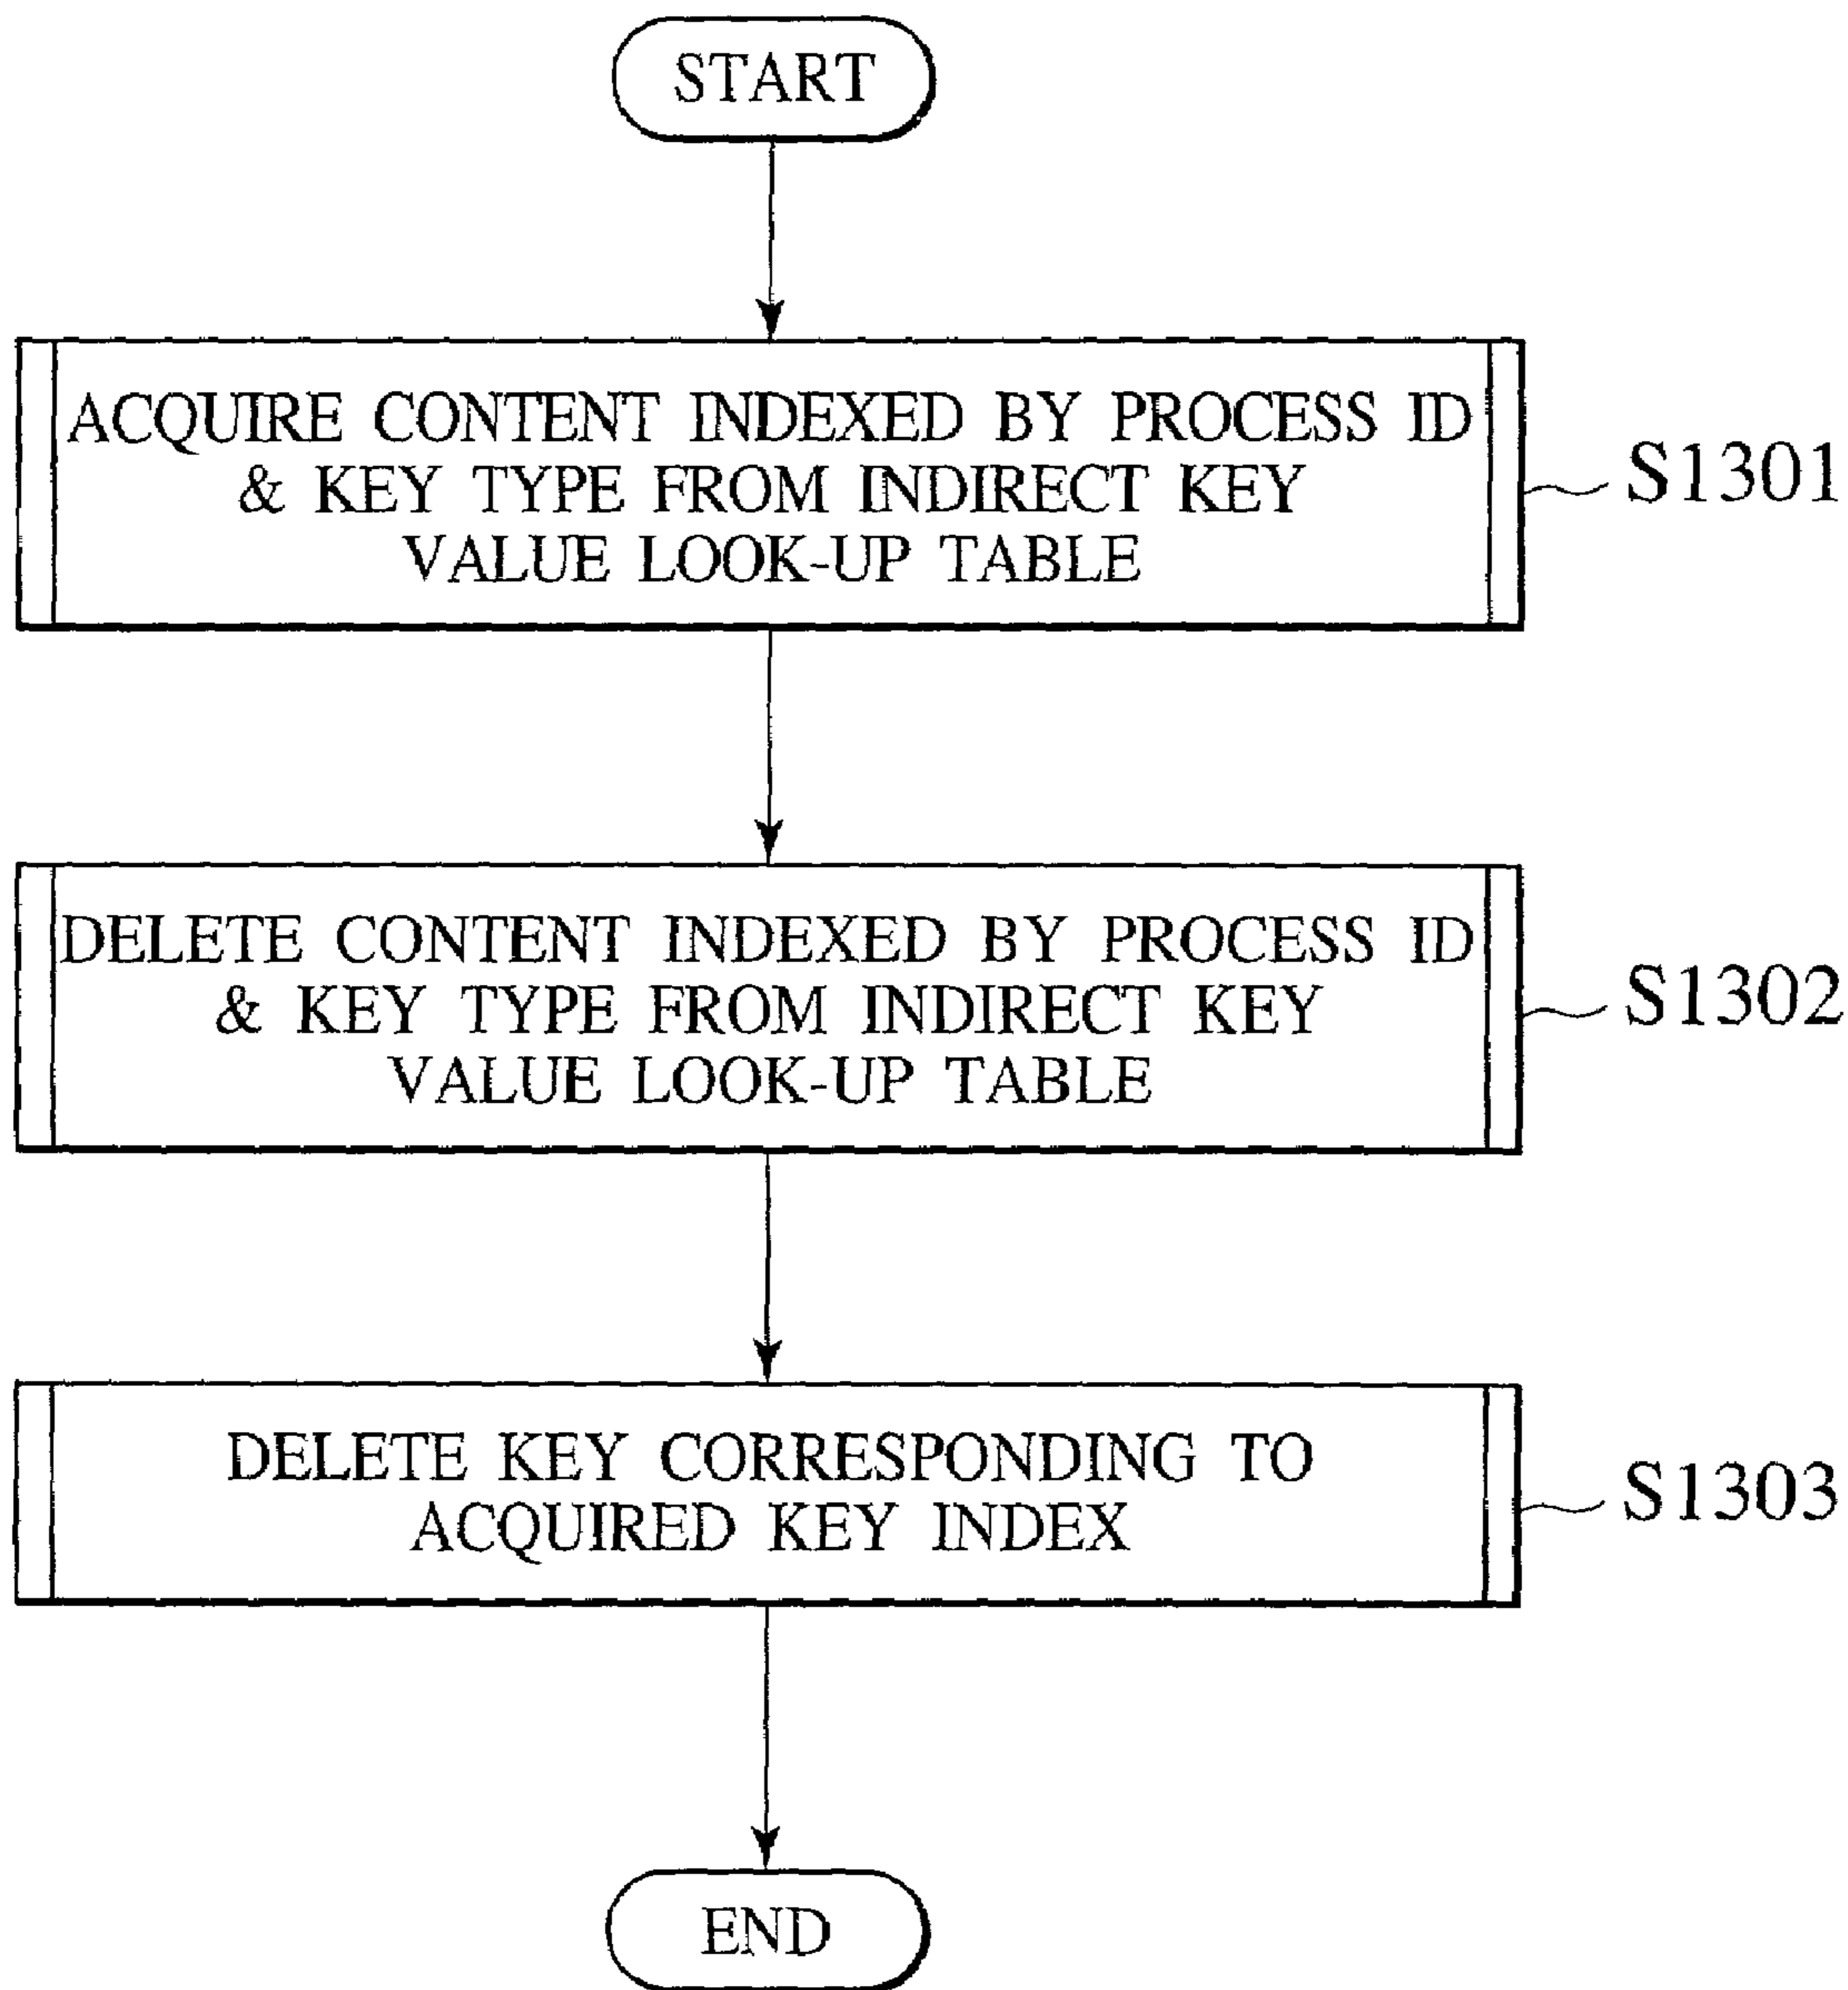 START
ACQUIRE CONTENT INDEXED BY PROCESS ID
& KEY TYPE FROM INDIRECT KEY
VALUE LOOK-UP TABLE
S1301
DELETE CONTENT INDEXED BY PROCESS ID
& KEY TYPE FROM INDIRECT KEY
VALUE LOOK-UP TABLE
S1302
DELETE KEY CORRESPONDING TO
ACQUIRED KEY INDEX
S1303
END